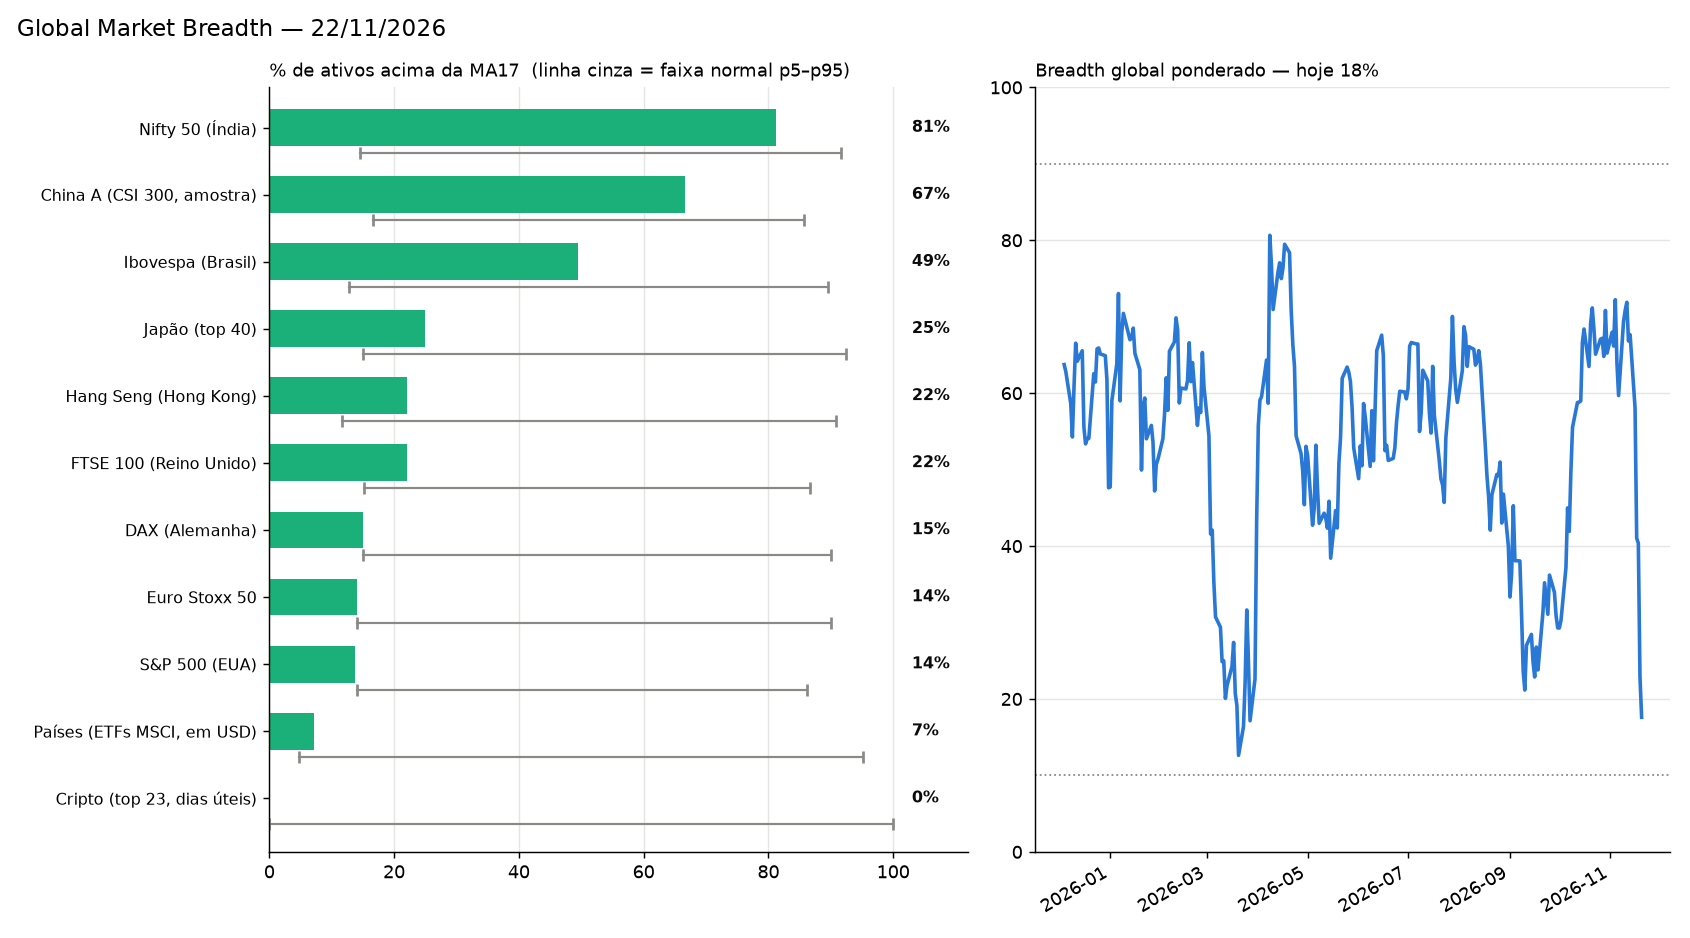 Global Market Breadth — 22/11/2026
% de ativos acima da MA17  (linha cinza = faixa normal p5–p95)
Nifty 50 (Índia)
81%
China A (CSI 300, amostra)
67%
Ibovespa (Brasil)
49%
Japão (top 40)
25%
Hang Seng (Hong Kong)
22%
FTSE 100 (Reino Unido)
22%
DAX (Alemanha)
15%
Euro Stoxx 50
14%
S&P 500 (EUA)
14%
Países (ETFs MSCI, em USD)
7%
Cripto (top 23, dias úteis)
0%
0 20 40 60 80 100
Breadth global ponderado — hoje 18%
100
80
60
40
20
0
2026-01 2026-03 2026-05 2026-07 2026-09 2026-11